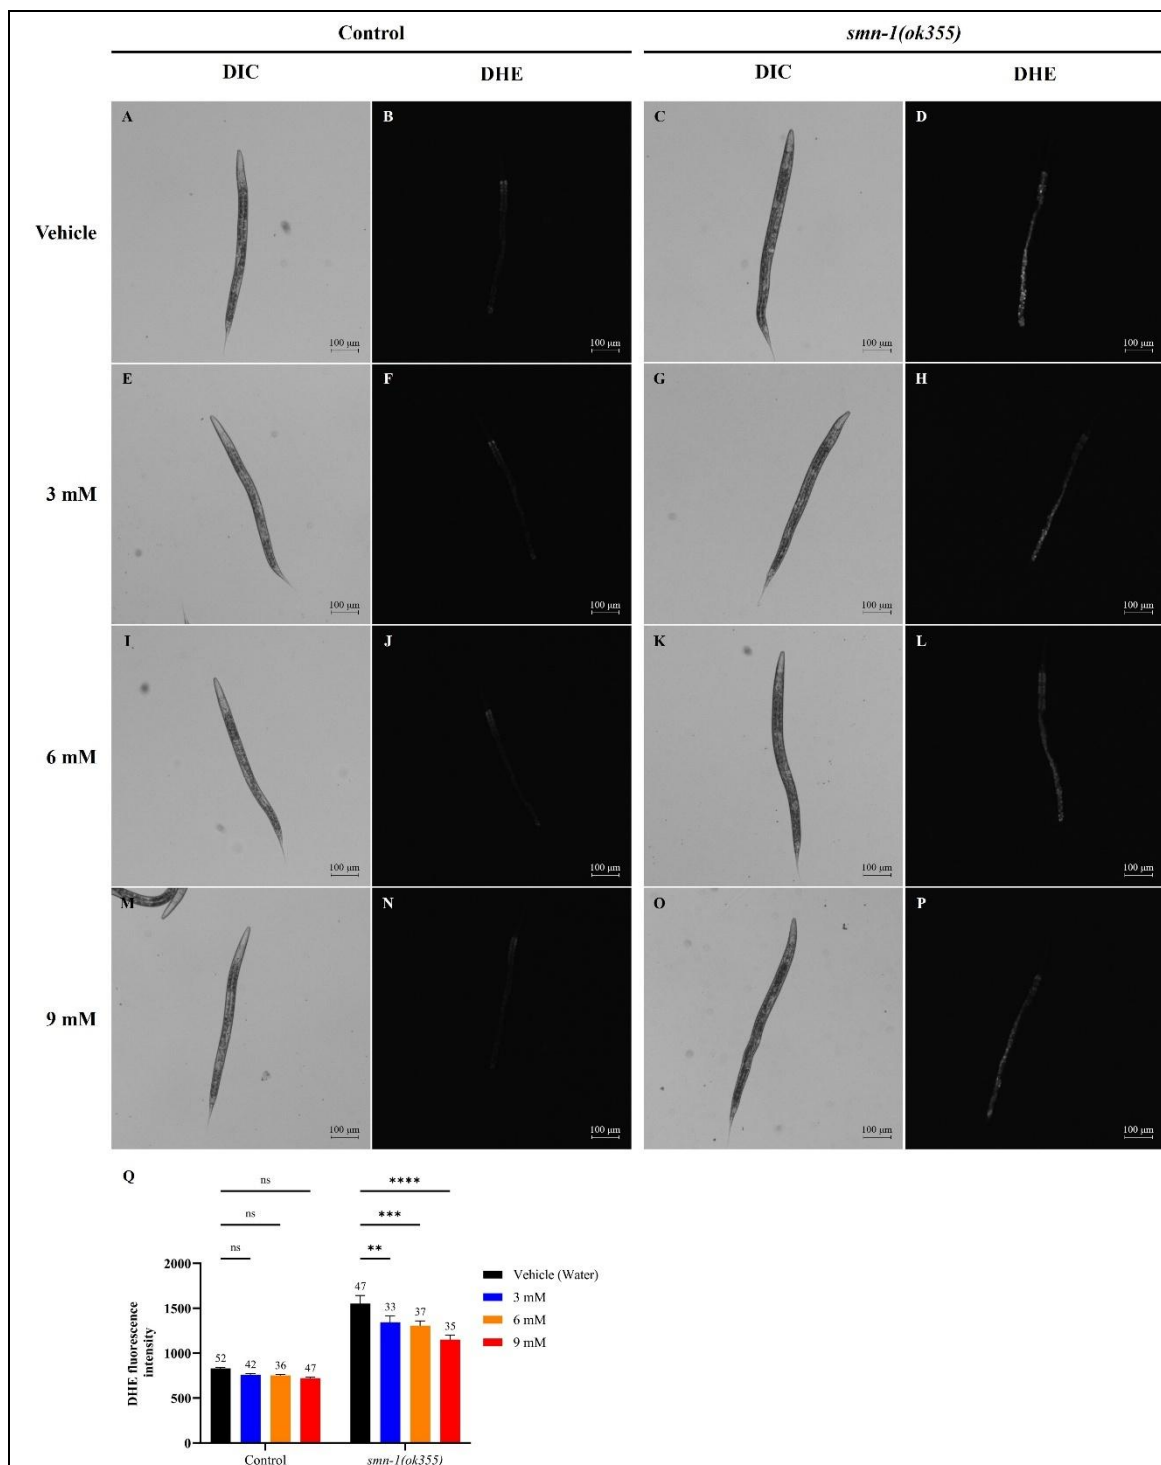 Control smn-1(ok355)
DIC DHE DIC DHE
Vehicle
A B C D
100 µm 100 µm 100 µm 100 µm
3 mM
E F G H
100 µm 100 µm 100 µm 100 µm
6 mM
I J K L
100 µm 100 µm 100 µm 100 µm
9 mM
M N O P
100 µm 100 µm 100 µm 100 µm
Q
ns ****
ns ***
ns **
DHE fluorescence
intensity
2000
1500
1000
500
0
52 42 36 47
47 33 37 35
Control smn-1(ok355)
Vehicle (Water)
3 mM
6 mM
9 mM